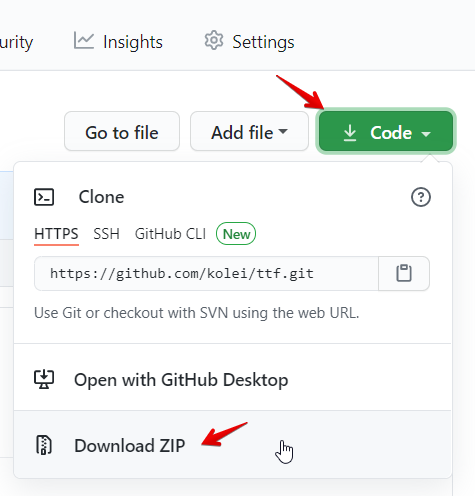 urity Insights Settings
Go to file Add file Code
Clone
HTTPS SSH GitHub CLI New
https://github.com/kolei/ttf.git
Use Git or checkout with SVN using the web URL.
Open with GitHub Desktop
Download ZIP